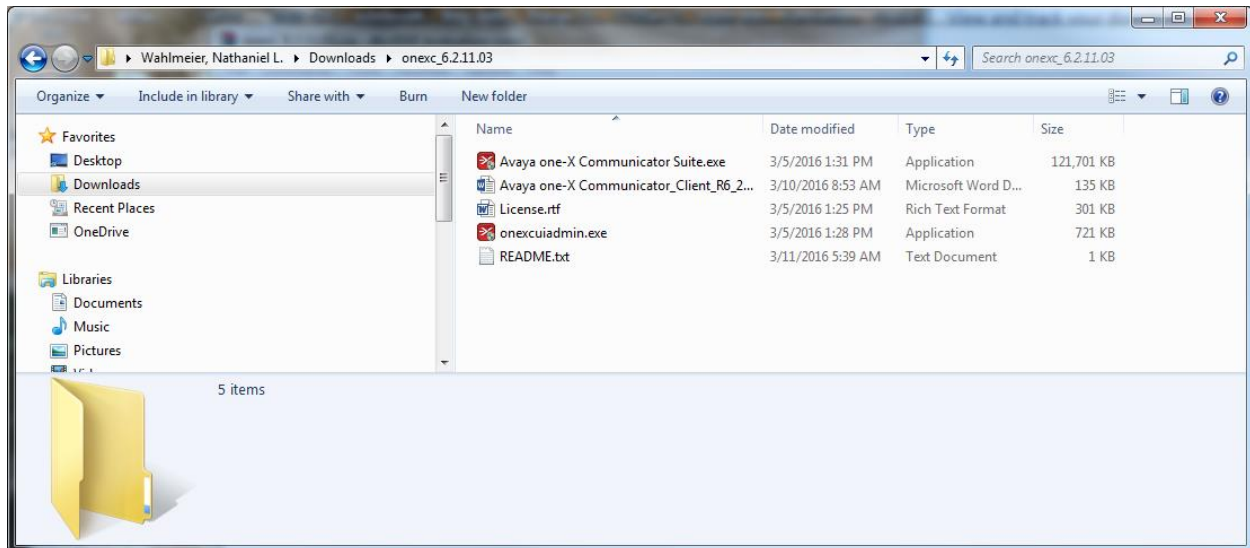 View and track your
Wahlmeier, Nathaniel L. ▸ Downloads ▸ onexc_6.2.11.03
Search onexc_6.2.11.03
Organize Include in library Share with Burn New folder
Name Date modified Type Size
Favorites
Desktop
Downloads
Recent Places
OneDrive
Libraries
Documents
Music
Pictures
Avaya one-X Communicator Suite.exe 3/5/2016 1:31 PM Application 121,701 KB
Avaya one-X Communicator_Client_R6_2... 3/10/2016 8:53 AM Microsoft Word D... 135 KB
License.rtf 3/5/2016 1:25 PM Rich Text Format 301 KB
onexcuiadmin.exe 3/5/2016 1:28 PM Application 721 KB
README.txt 3/11/2016 5:39 AM Text Document 1 KB
5 items